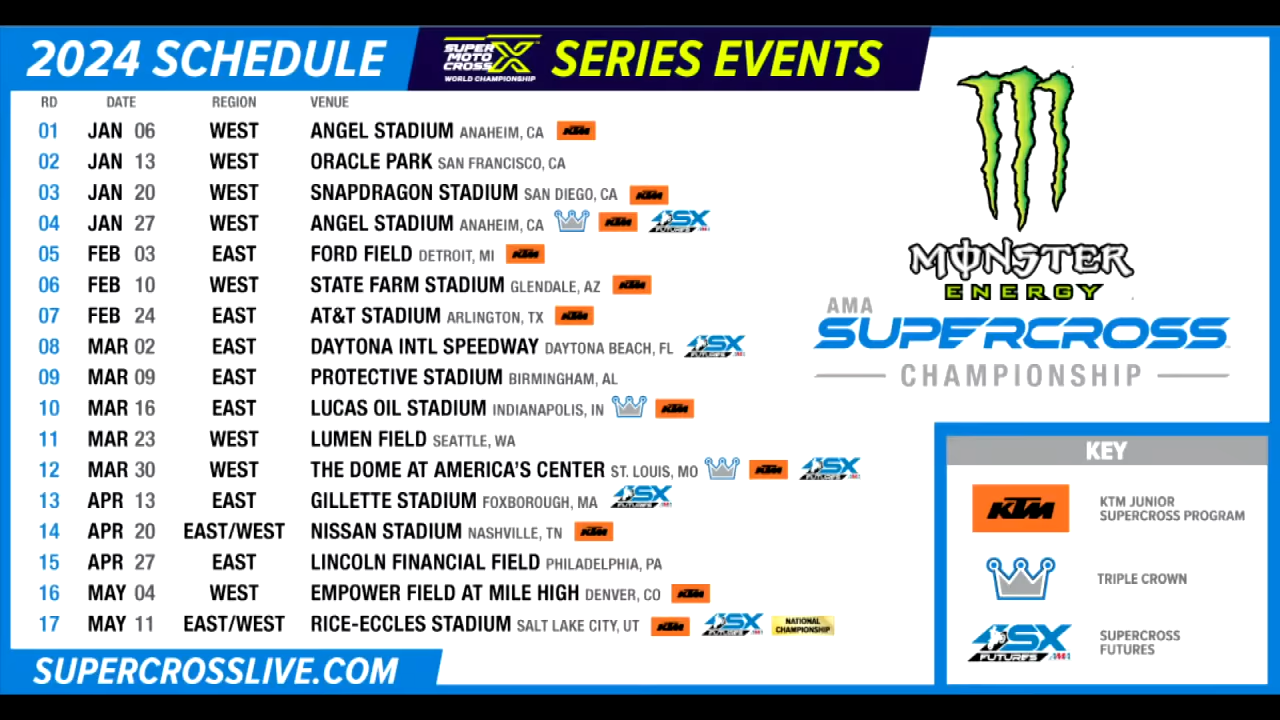 2024 SCHEDULE SUPER MOTO CROSS X WORLD CHAMPIONSHIP SERIES EVENTS
RD DATE REGION VENUE
01 JAN 06 WEST ANGEL STADIUM ANAHEIM, CA KTM
02 JAN 13 WEST ORACLE PARK SAN FRANCISCO, CA
03 JAN 20 WEST SNAPDRAGON STADIUM SAN DIEGO, CA KTM
04 JAN 27 WEST ANGEL STADIUM ANAHEIM, CA KTM SX FUTURES
05 FEB 03 EAST FORD FIELD DETROIT, MI KTM
06 FEB 10 WEST STATE FARM STADIUM GLENDALE, AZ KTM
07 FEB 24 EAST AT&T STADIUM ARLINGTON, TX KTM
08 MAR 02 EAST DAYTONA INTL SPEEDWAY DAYTONA BEACH, FL SX FUTURES
09 MAR 09 EAST PROTECTIVE STADIUM BIRMINGHAM, AL
10 MAR 16 EAST LUCAS OIL STADIUM INDIANAPOLIS, IN KTM
11 MAR 23 WEST LUMEN FIELD SEATTLE, WA
12 MAR 30 WEST THE DOME AT AMERICA'S CENTER ST. LOUIS, MO KTM SX FUTURES
13 APR 13 EAST GILLETTE STADIUM FOXBOROUGH, MA SX FUTURES
14 APR 20 EAST/WEST NISSAN STADIUM NASHVILLE, TN KTM
15 APR 27 EAST LINCOLN FINANCIAL FIELD PHILADELPHIA, PA
16 MAY 04 WEST EMPOWER FIELD AT MILE HIGH DENVER, CO KTM
17 MAY 11 EAST/WEST RICE-ECCLES STADIUM SALT LAKE CITY, UT KTM SX FUTURES NATIONAL CHAMPIONSHIP
SUPERCROSSLIVE.COM
MONSTER
ENERGY
AMA
SUPERCROSS
CHAMPIONSHIP
KEY
KTM KTM JUNIOR
SUPERCROSS PROGRAM
TRIPLE CROWN
SX SUPERCROSS
FUTURES FUTURES